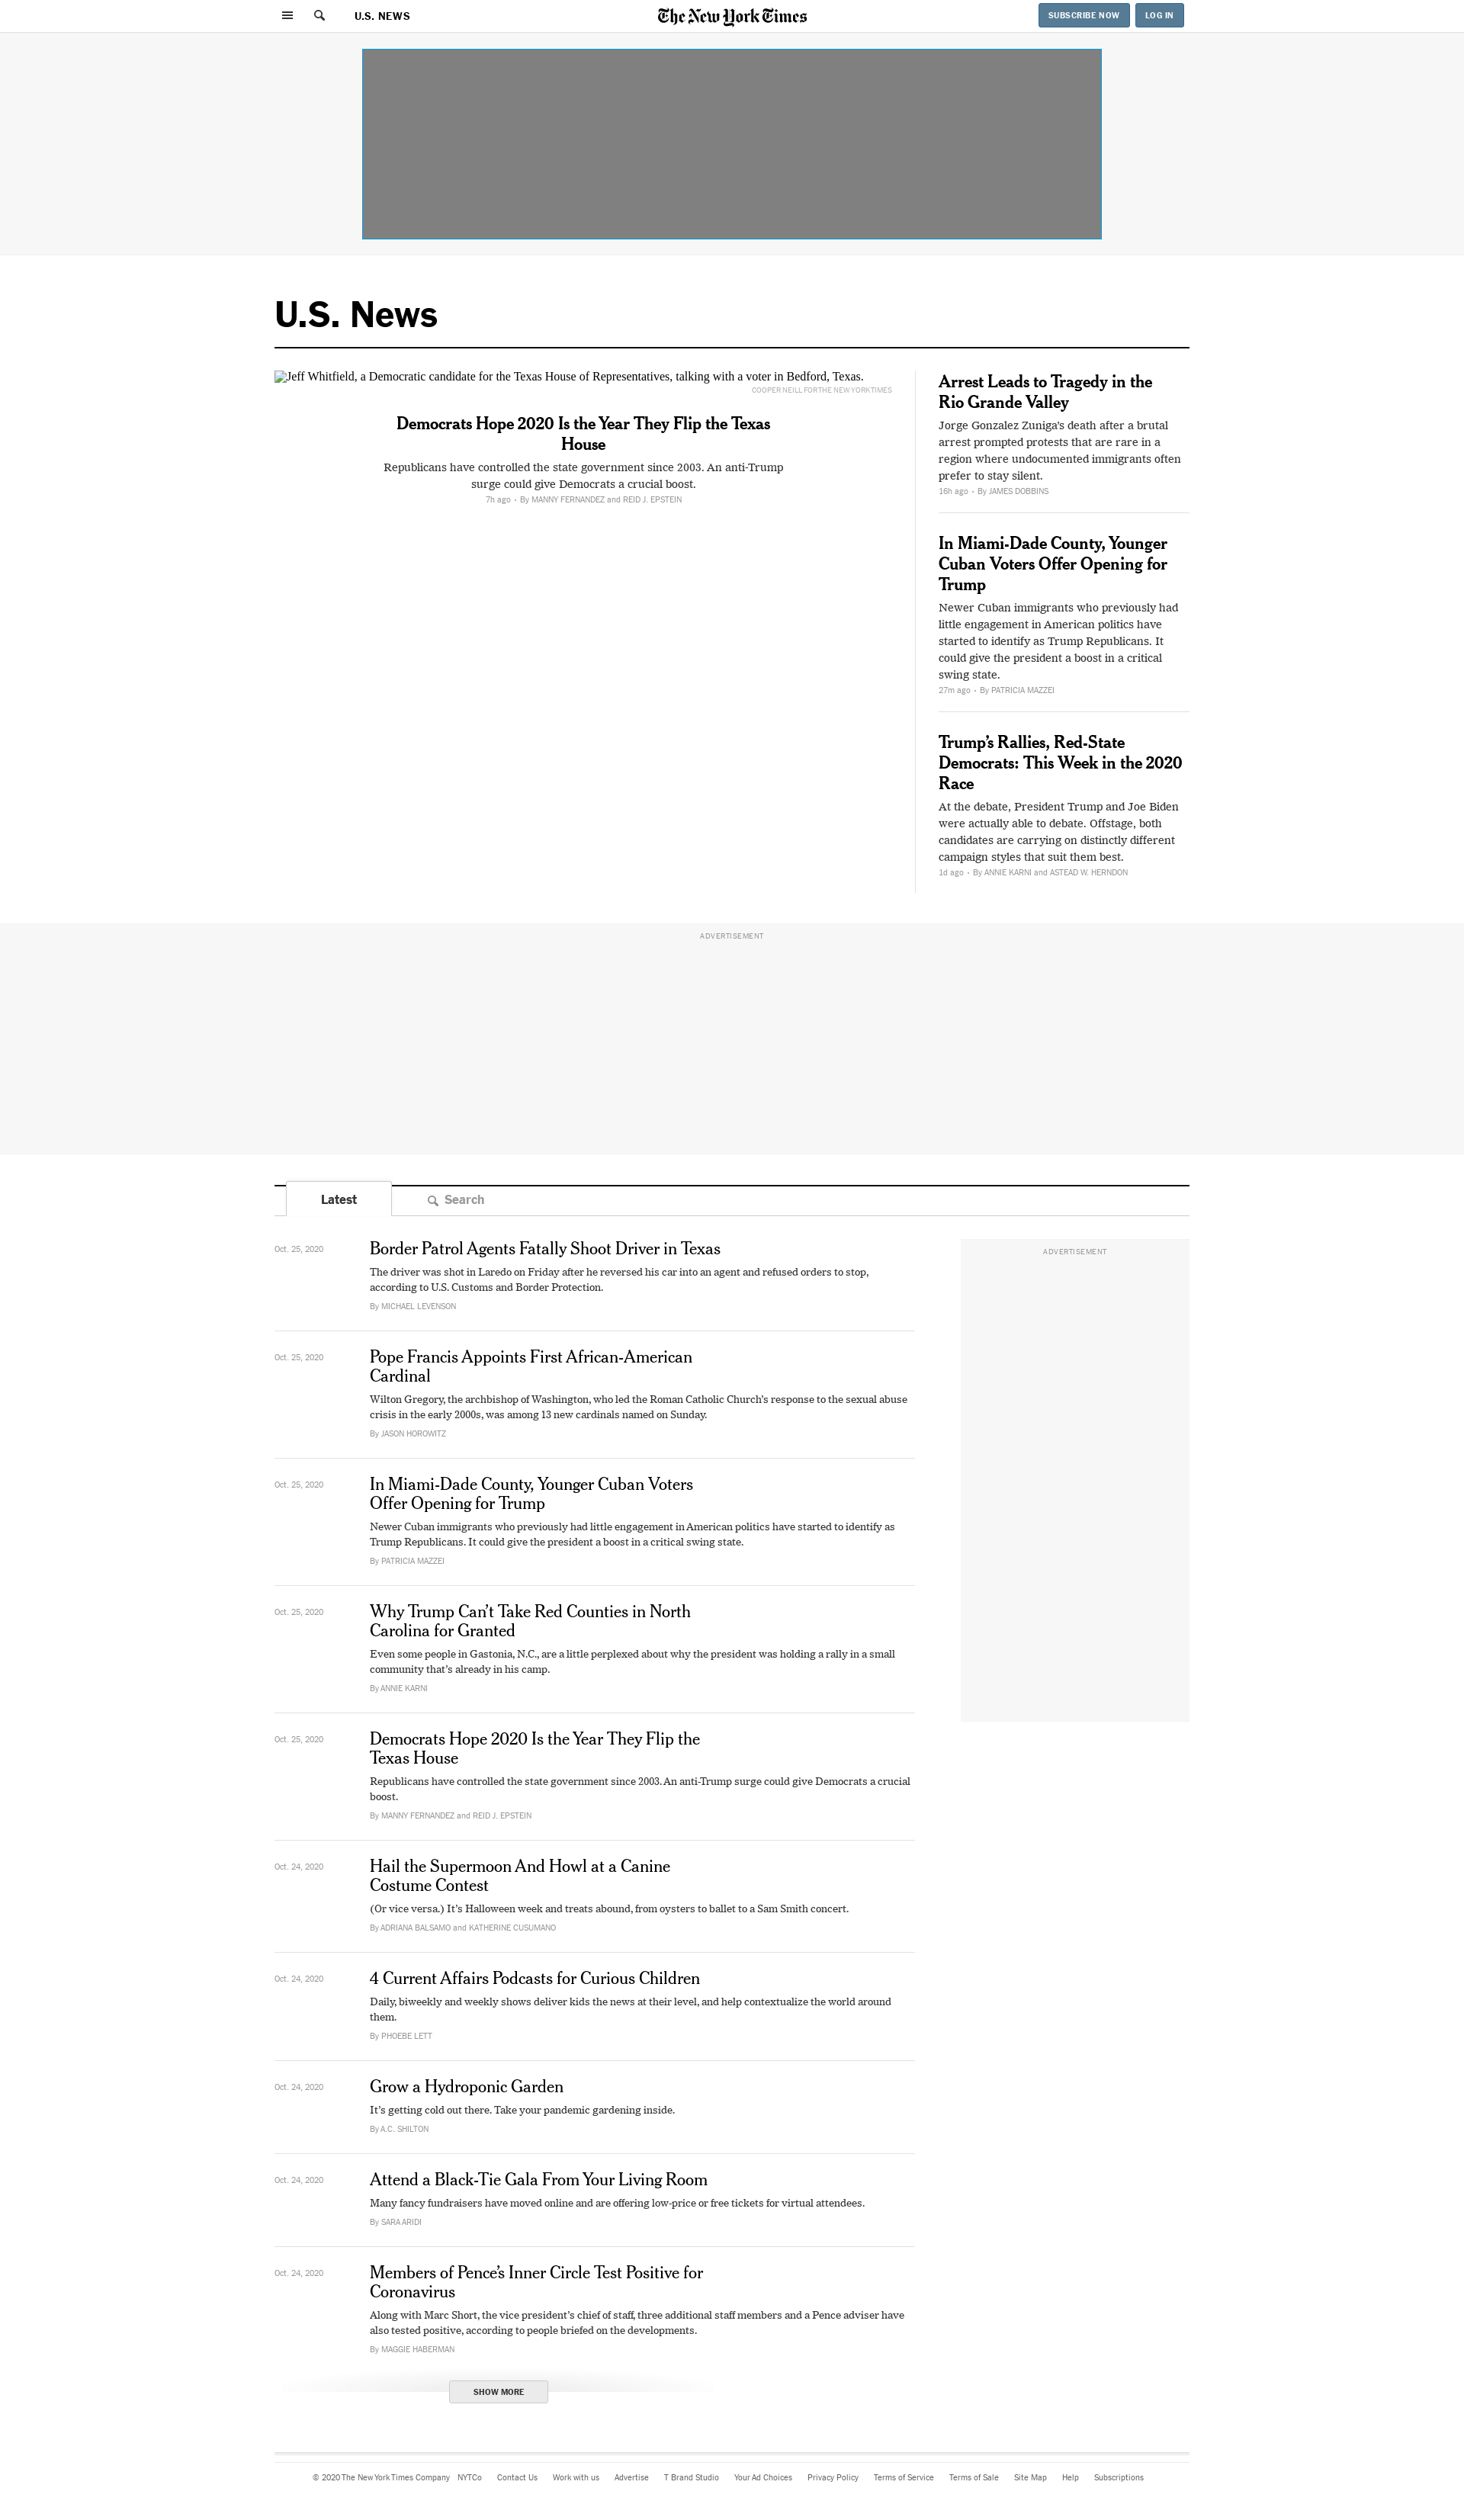 U.S. NEWS
The New York Times
SUBSCRIBE NOW
LOG IN
U.S. News
Jeff Whitfield, a Democratic candidate for the Texas House of Representatives, talking with a voter in Bedford, Texas.
COOPER NEILL FOR THE NEW YORK TIMES
Democrats Hope 2020 Is the Year They Flip the Texas
House
Republicans have controlled the state government since 2003. An anti-Trump
surge could give Democrats a crucial boost.
7h ago • By MANNY FERNANDEZ and REID J. EPSTEIN
Arrest Leads to Tragedy in the
Rio Grande Valley
Jorge Gonzalez Zuniga's death after a brutal
arrest prompted protests that are rare in a
region where undocumented immigrants often
prefer to stay silent.
16h ago • By JAMES DOBBINS
In Miami-Dade County, Younger
Cuban Voters Offer Opening for
Trump
Newer Cuban immigrants who previously had
little engagement in American politics have
started to identify as Trump Republicans. It
could give the president a boost in a critical
swing state.
27m ago • By PATRICIA MAZZEI
Trump’s Rallies, Red-State
Democrats: This Week in the 2020
Race
At the debate, President Trump and Joe Biden
were actually able to debate. Offstage, both
candidates are carrying on distinctly different
campaign styles that suit them best.
1d ago • By ANNIE KARNI and ASTEAD W. HERNDON
ADVERTISEMENT
Latest
Search
Oct. 25, 2020
Border Patrol Agents Fatally Shoot Driver in Texas
The driver was shot in Laredo on Friday after he reversed his car into an agent and refused orders to stop,
according to U.S. Customs and Border Protection.
By MICHAEL LEVENSON
ADVERTISEMENT
Oct. 25, 2020
Pope Francis Appoints First African-American
Cardinal
Wilton Gregory, the archbishop of Washington, who led the Roman Catholic Church’s response to the sexual abuse
crisis in the early 2000s, was among 13 new cardinals named on Sunday.
By JASON HOROWITZ
Oct. 25, 2020
In Miami-Dade County, Younger Cuban Voters
Offer Opening for Trump
Newer Cuban immigrants who previously had little engagement in American politics have started to identify as
Trump Republicans. It could give the president a boost in a critical swing state.
By PATRICIA MAZZEI
Oct. 25, 2020
Why Trump Can’t Take Red Counties in North
Carolina for Granted
Even some people in Gastonia, N.C., are a little perplexed about why the president was holding a rally in a small
community that’s already in his camp.
By ANNIE KARNI
Oct. 25, 2020
Democrats Hope 2020 Is the Year They Flip the
Texas House
Republicans have controlled the state government since 2003. An anti-Trump surge could give Democrats a crucial
boost.
By MANNY FERNANDEZ and REID J. EPSTEIN
Oct. 24, 2020
Hail the Supermoon And Howl at a Canine
Costume Contest
(Or vice versa.) It’s Halloween week and treats abound, from oysters to ballet to a Sam Smith concert.
By ADRIANA BALSAMO and KATHERINE CUSUMANO
Oct. 24, 2020
4 Current Affairs Podcasts for Curious Children
Daily, biweekly and weekly shows deliver kids the news at their level, and help contextualize the world around
them.
By PHOEBE LETT
Oct. 24, 2020
Grow a Hydroponic Garden
It’s getting cold out there. Take your pandemic gardening inside.
By A.C. SHILTON
Oct. 24, 2020
Attend a Black-Tie Gala From Your Living Room
Many fancy fundraisers have moved online and are offering low-price or free tickets for virtual attendees.
By SARA ARIDI
Oct. 24, 2020
Members of Pence’s Inner Circle Test Positive for
Coronavirus
Along with Marc Short, the vice president’s chief of staff, three additional staff members and a Pence adviser have
also tested positive, according to people briefed on the developments.
By MAGGIE HABERMAN
SHOW MORE
© 2020 The New York Times Company NYTCo Contact Us Work with us Advertise T Brand Studio Your Ad Choices Privacy Policy Terms of Service Terms of Sale Site Map Help Subscriptions